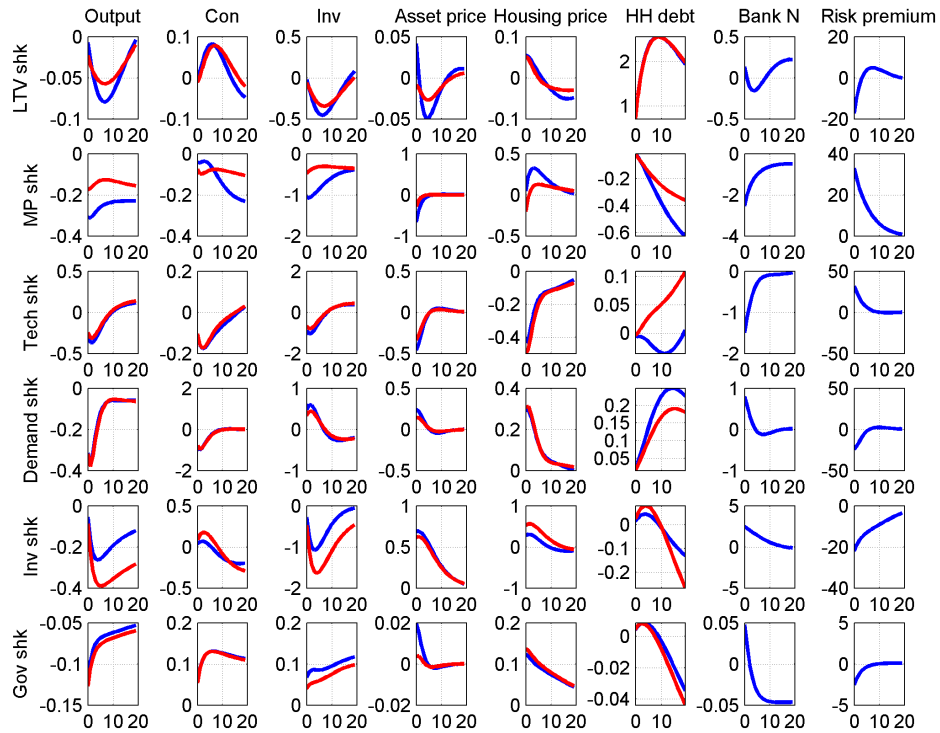 Output Con Inv Asset price Housing price HH debt Bank N Risk premium
LTV shk
0 0.1 0.5 0.05 0.1 0.5 20
-0.05 0 0 0 0 2 0 0
-0.1 -0.1 -0.5 -0.05 -0.1 1 -0.5 -20
0 10 20 0 10 20 0 10 20 0 10 20 0 10 20 0 10 20 0 10 20 0 10 20
MP shk
0 0 0 1 0.5 0 40
-0.2
-0.2 -0.2 -1 0 0 -0.4 -2 20
-0.4 -0.4 -2 -1 -0.5 -0.6 -4 0
0 10 20 0 10 20 0 10 20 0 10 20 0 10 20 0 10 20 0 10 20 0 10 20
Tech shk
0.5 0.2 2 0.5 0 0.1 0 50
0 0 0 0 -0.2 0.05 -1 0
-0.4 0
-0.5 -0.2 -2 -0.5 -2 -50
0 10 20 0 10 20 0 10 20 0 10 20 0 10 20 0 10 20 0 10 20 0 10 20
Demand shk
0 2 1 0.5 0.4 1 50
0.2
-0.2 0 0 0 0.2 0.15 0 0
0.1
0.05
-0.4 -2 -1 -0.5 0 -1 -50
0 10 20 0 10 20 0 10 20 0 10 20 0 10 20 0 10 20 0 10 20 0 10 20
Inv shk
0 0.5 0 1 1 5 0
0
-0.2 0 -1 0.5 0 -0.1 0 -20
-0.2
-0.4 -0.5 -2 0 -1 -5 -40
0 10 20 0 10 20 0 10 20 0 10 20 0 10 20 0 10 20 0 10 20 0 10 20
Gov shk
-0.05 0.2 0.2 0.02 0.2 0 0.05 5
-0.1 0.1 0.1 0 0.1 -0.02 0 0
-0.04
-0.15 0 0 -0.02 0 -0.05 -5
0 10 20 0 10 20 0 10 20 0 10 20 0 10 20 0 10 20 0 10 20 0 10 20